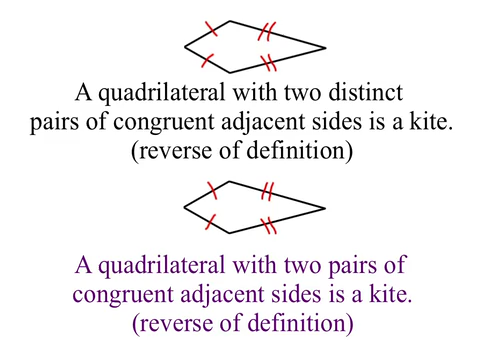 A quadrilateral with two distinct
pairs of congruent adjacent sides is a kite.
(reverse of definition)
A quadrilateral with two pairs of
congruent adjacent sides is a kite.
(reverse of definition)